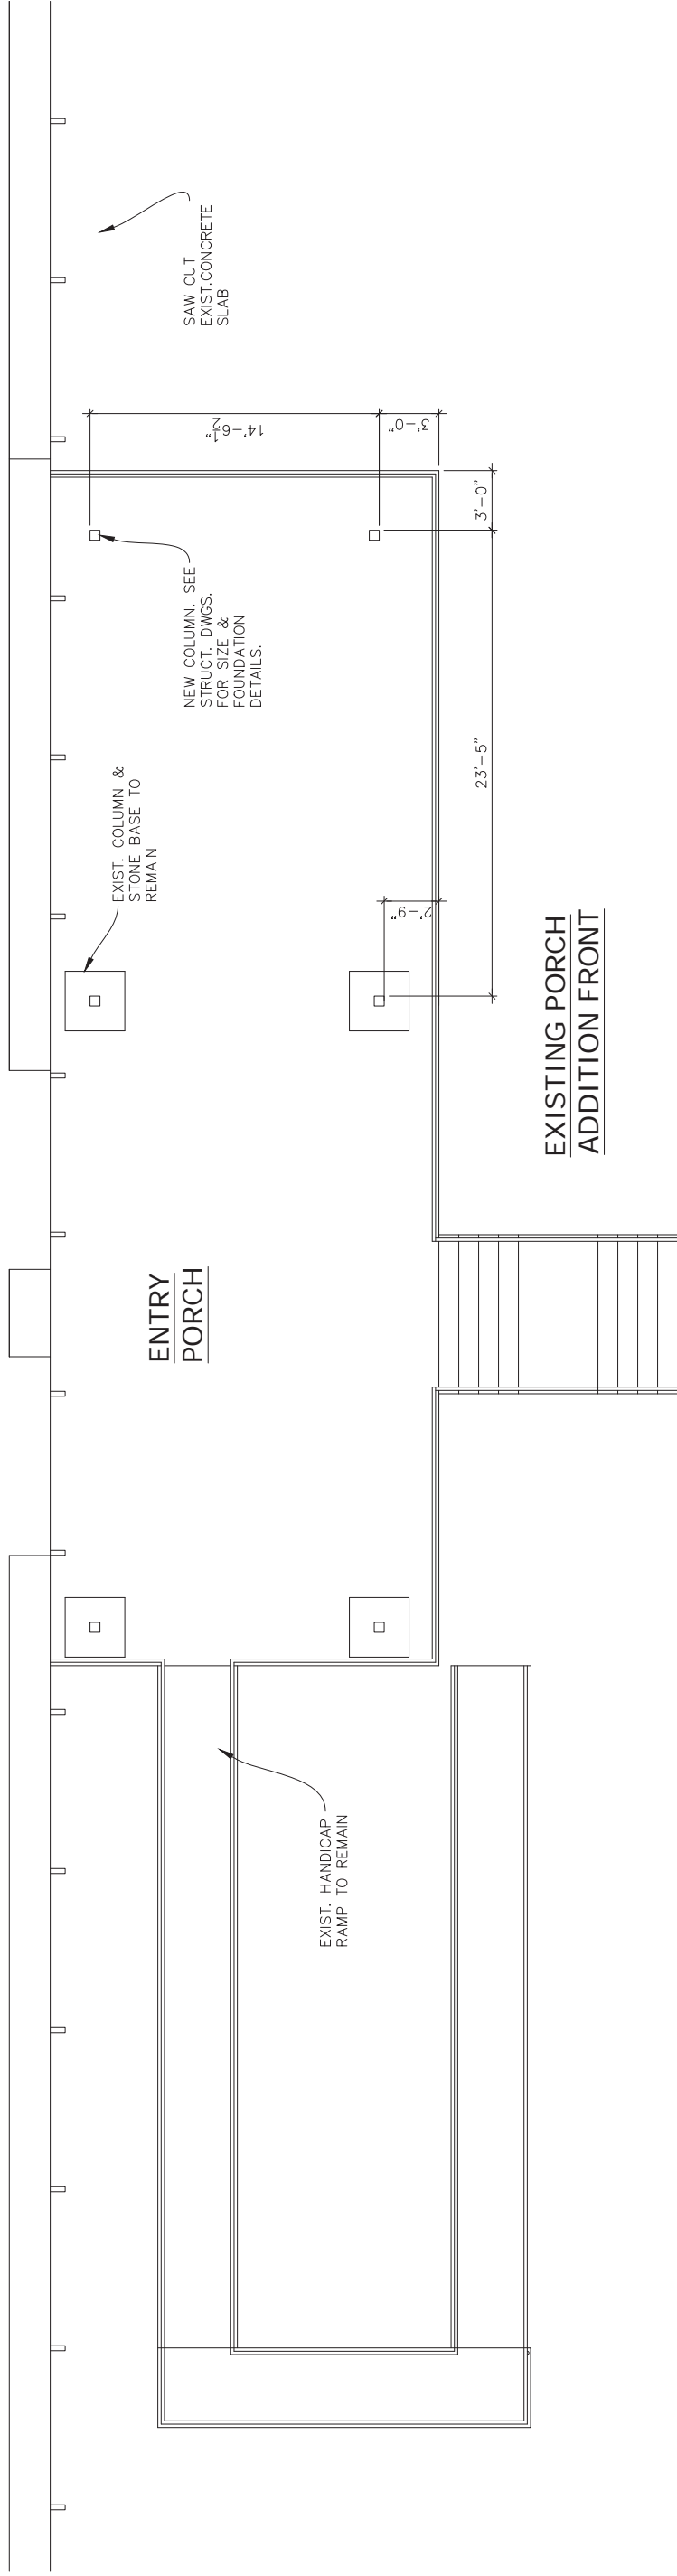 SAW CUT
EXIST.CONCRETE
SLAB
14'-6½"
3'-0"
3'-0"
NEW COLUMN. SEE
STRUCT. DWGS.
FOR SIZE &
FOUNDATION
DETAILS.
23'-5"
EXIST. COLUMN &
STONE BASE TO
REMAIN
2'-9"
EXISTING PORCH
ADDITION FRONT
ENTRY
PORCH
EXIST. HANDICAP
RAMP TO REMAIN